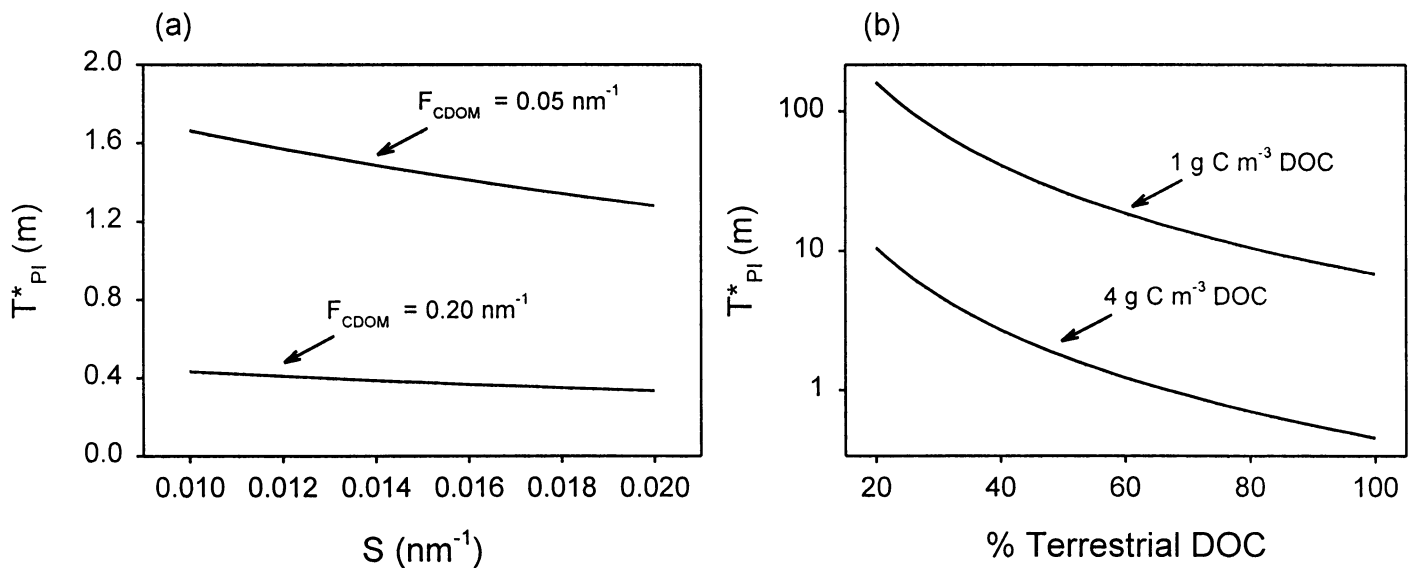 (a)
2.0
1.6
1.2
0.8
0.4
0.0
T*PI (m)
FCDOM = 0.05 nm-1
FCDOM = 0.20 nm-1
0.010 0.012 0.014 0.016 0.018 0.020
S (nm-1)
(b)
100
10
1
T*PI (m)
1 g C m-3 DOC
4 g C m-3 DOC
20 40 60 80 100
% Terrestrial DOC